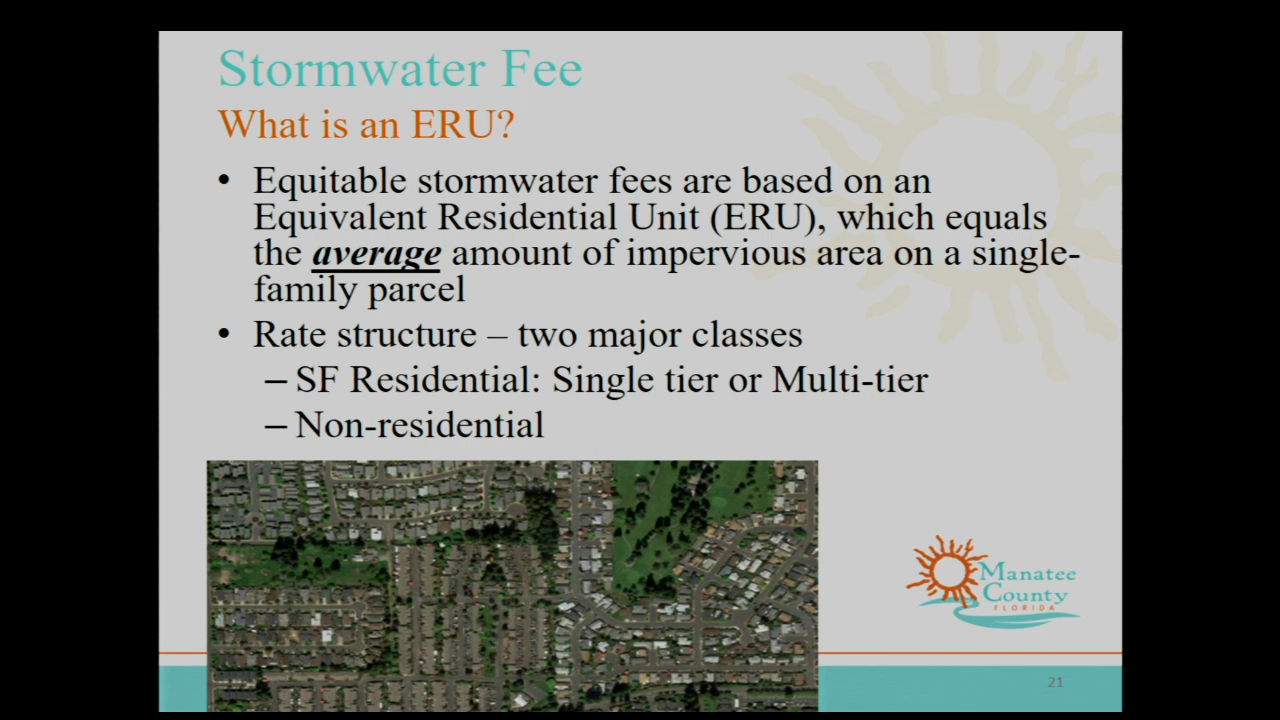 Stormwater Fee
What is an ERU?
• Equitable stormwater fees are based on an
Equivalent Residential Unit (ERU), which equals
the average amount of impervious area on a single-
family parcel
• Rate structure – two major classes
– SF Residential: Single tier or Multi-tier
– Non-residential
Manatee
County
FLORIDA
21